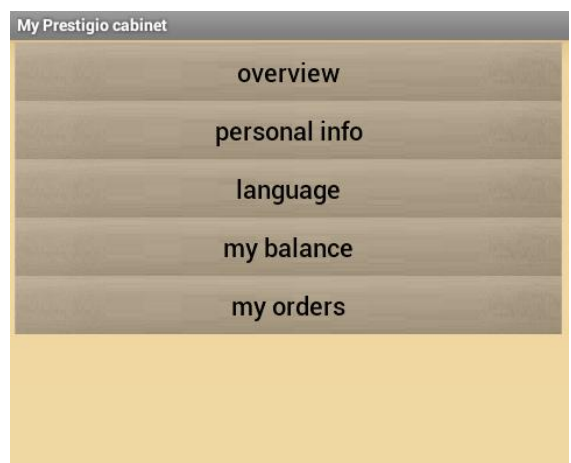 My Prestigio cabinet
overview
personal info
language
my balance
my orders